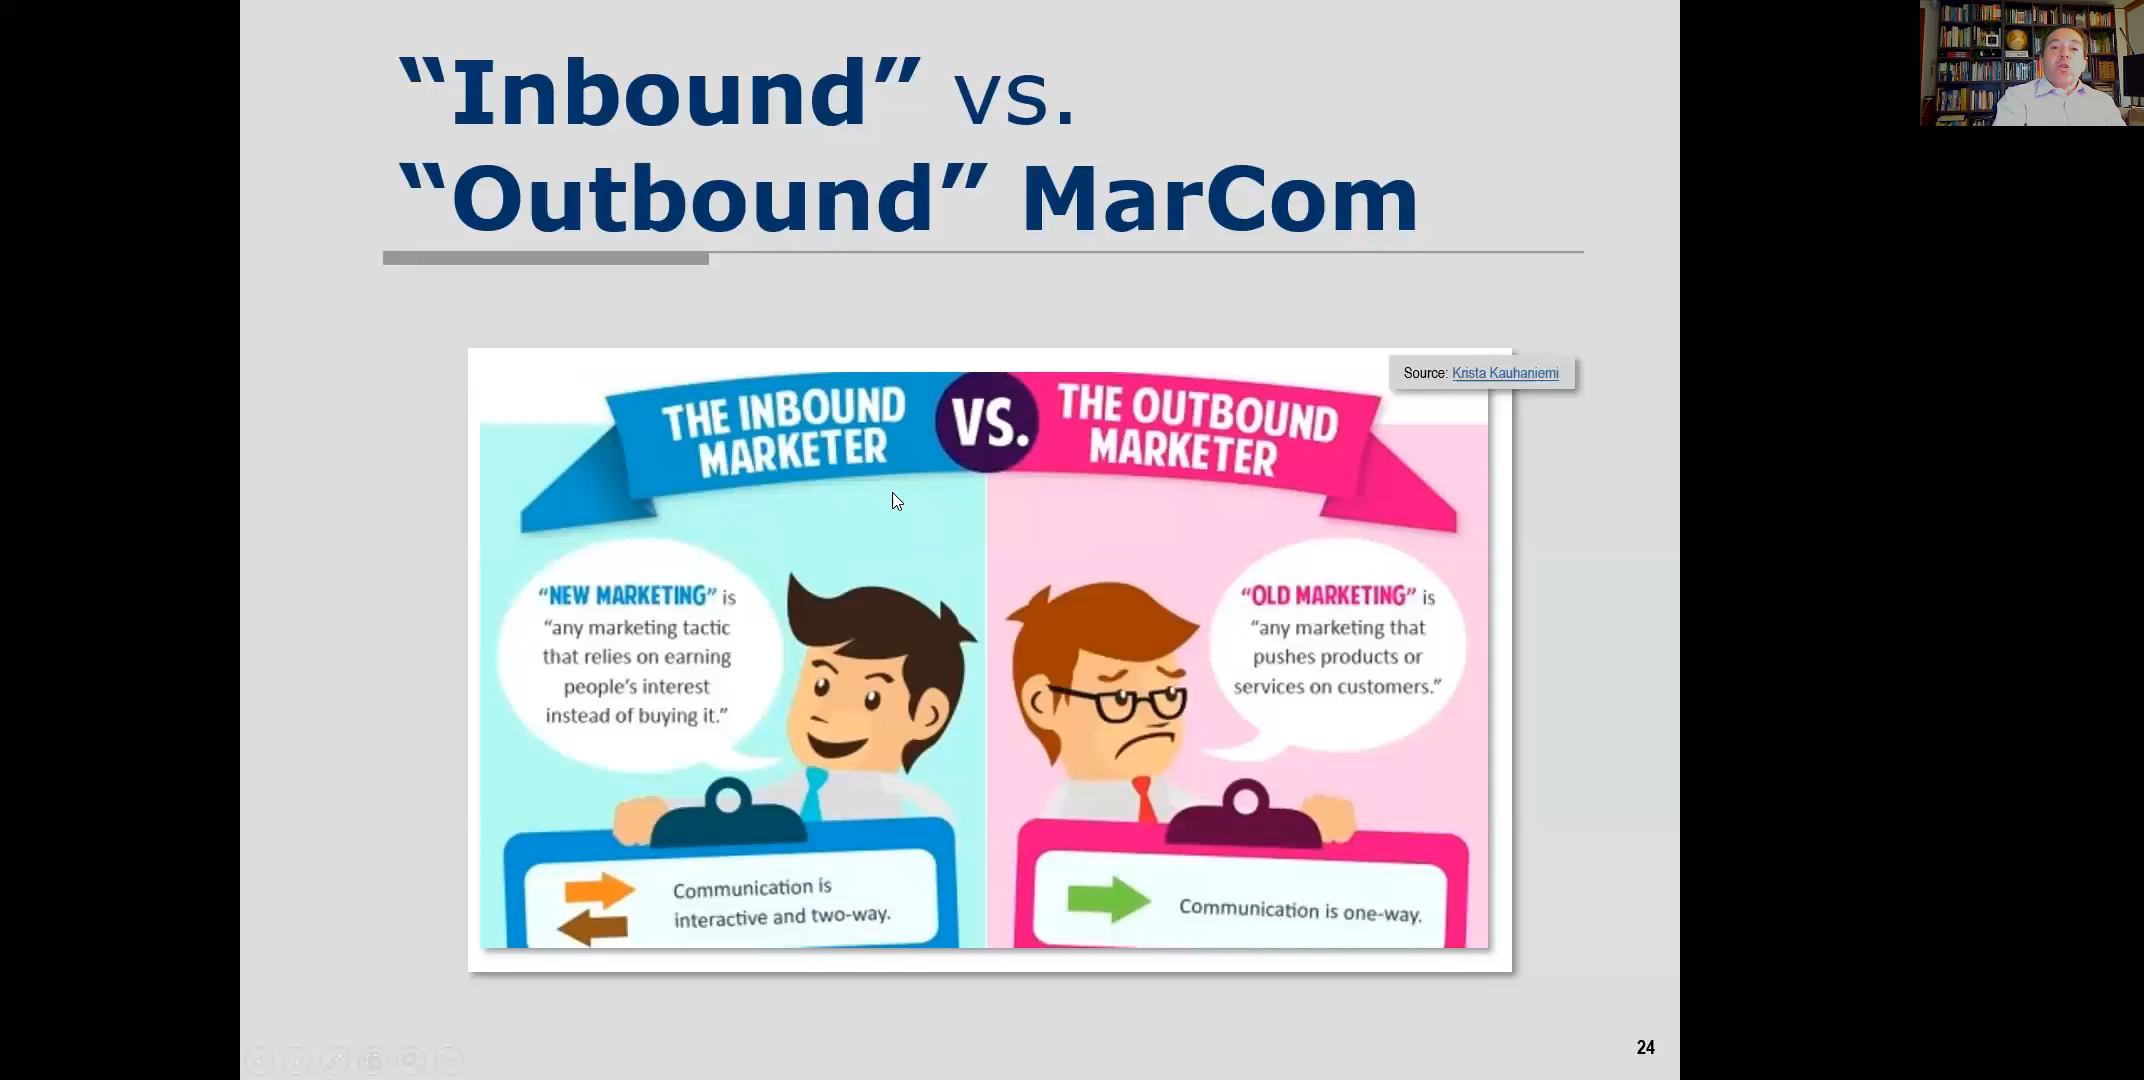 “Inbound” vs.
“Outbound” MarCom
Source: Krista Kauhaniemi
THE INBOUND
MARKETER
VS.
THE OUTBOUND
MARKETER
“NEW MARKETING” is
“any marketing tactic
that relies on earning
people’s interest
instead of buying it.”
“OLD MARKETING” is
“any marketing that
pushes products or
services on customers.”
Communication is
interactive and two-way.
Communication is one-way.
24